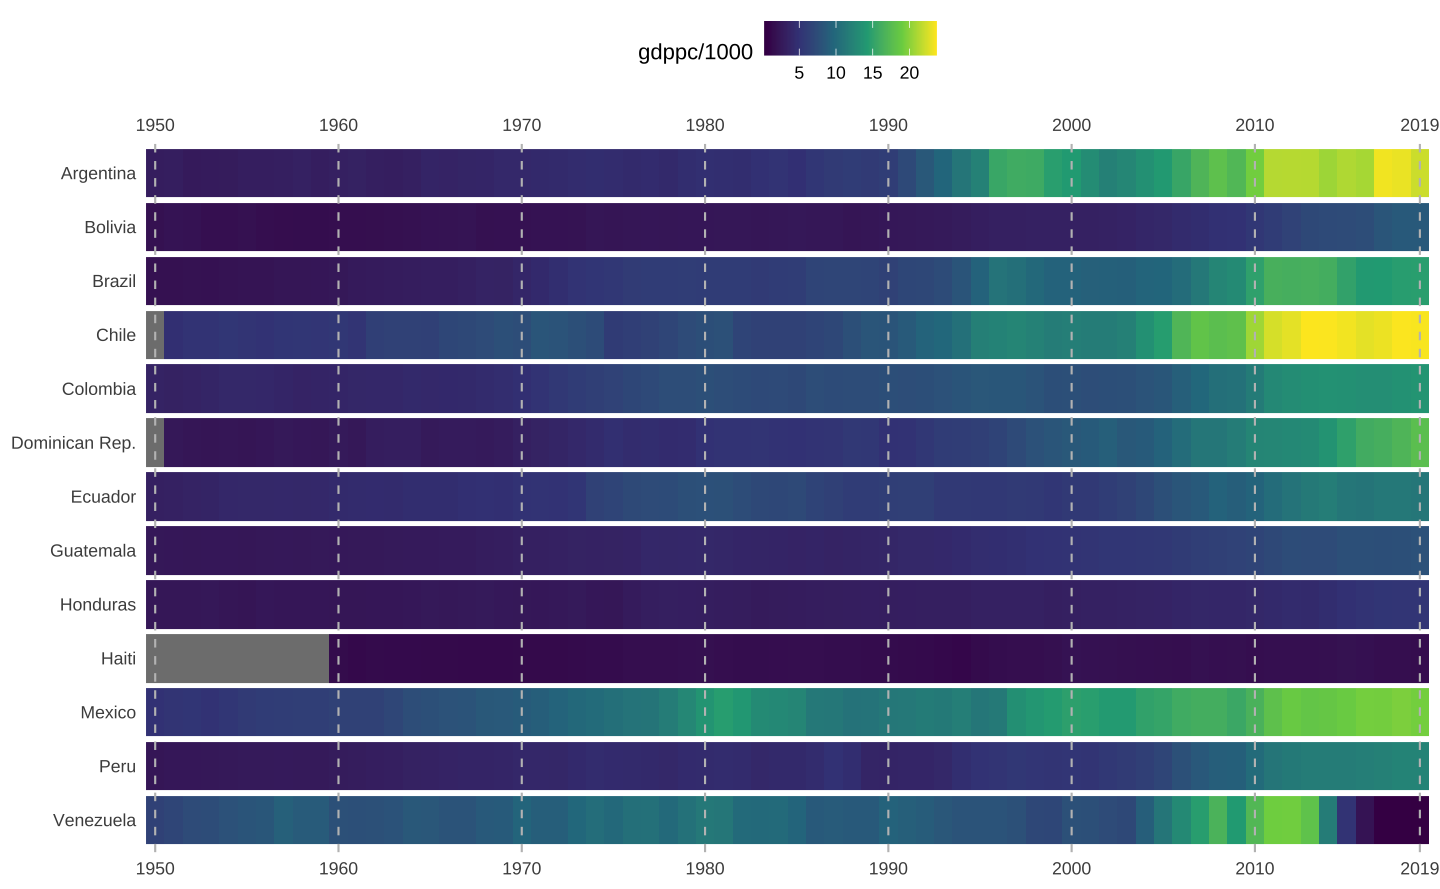 gdppc/1000
5 10 15 20
1950 1960 1970 1980 1990 2000 2010 2019
Argentina
Bolivia
Brazil
Chile
Colombia
Dominican Rep.
Ecuador
Guatemala
Honduras
Haiti
Mexico
Peru
Venezuela
1950 1960 1970 1980 1990 2000 2010 2019